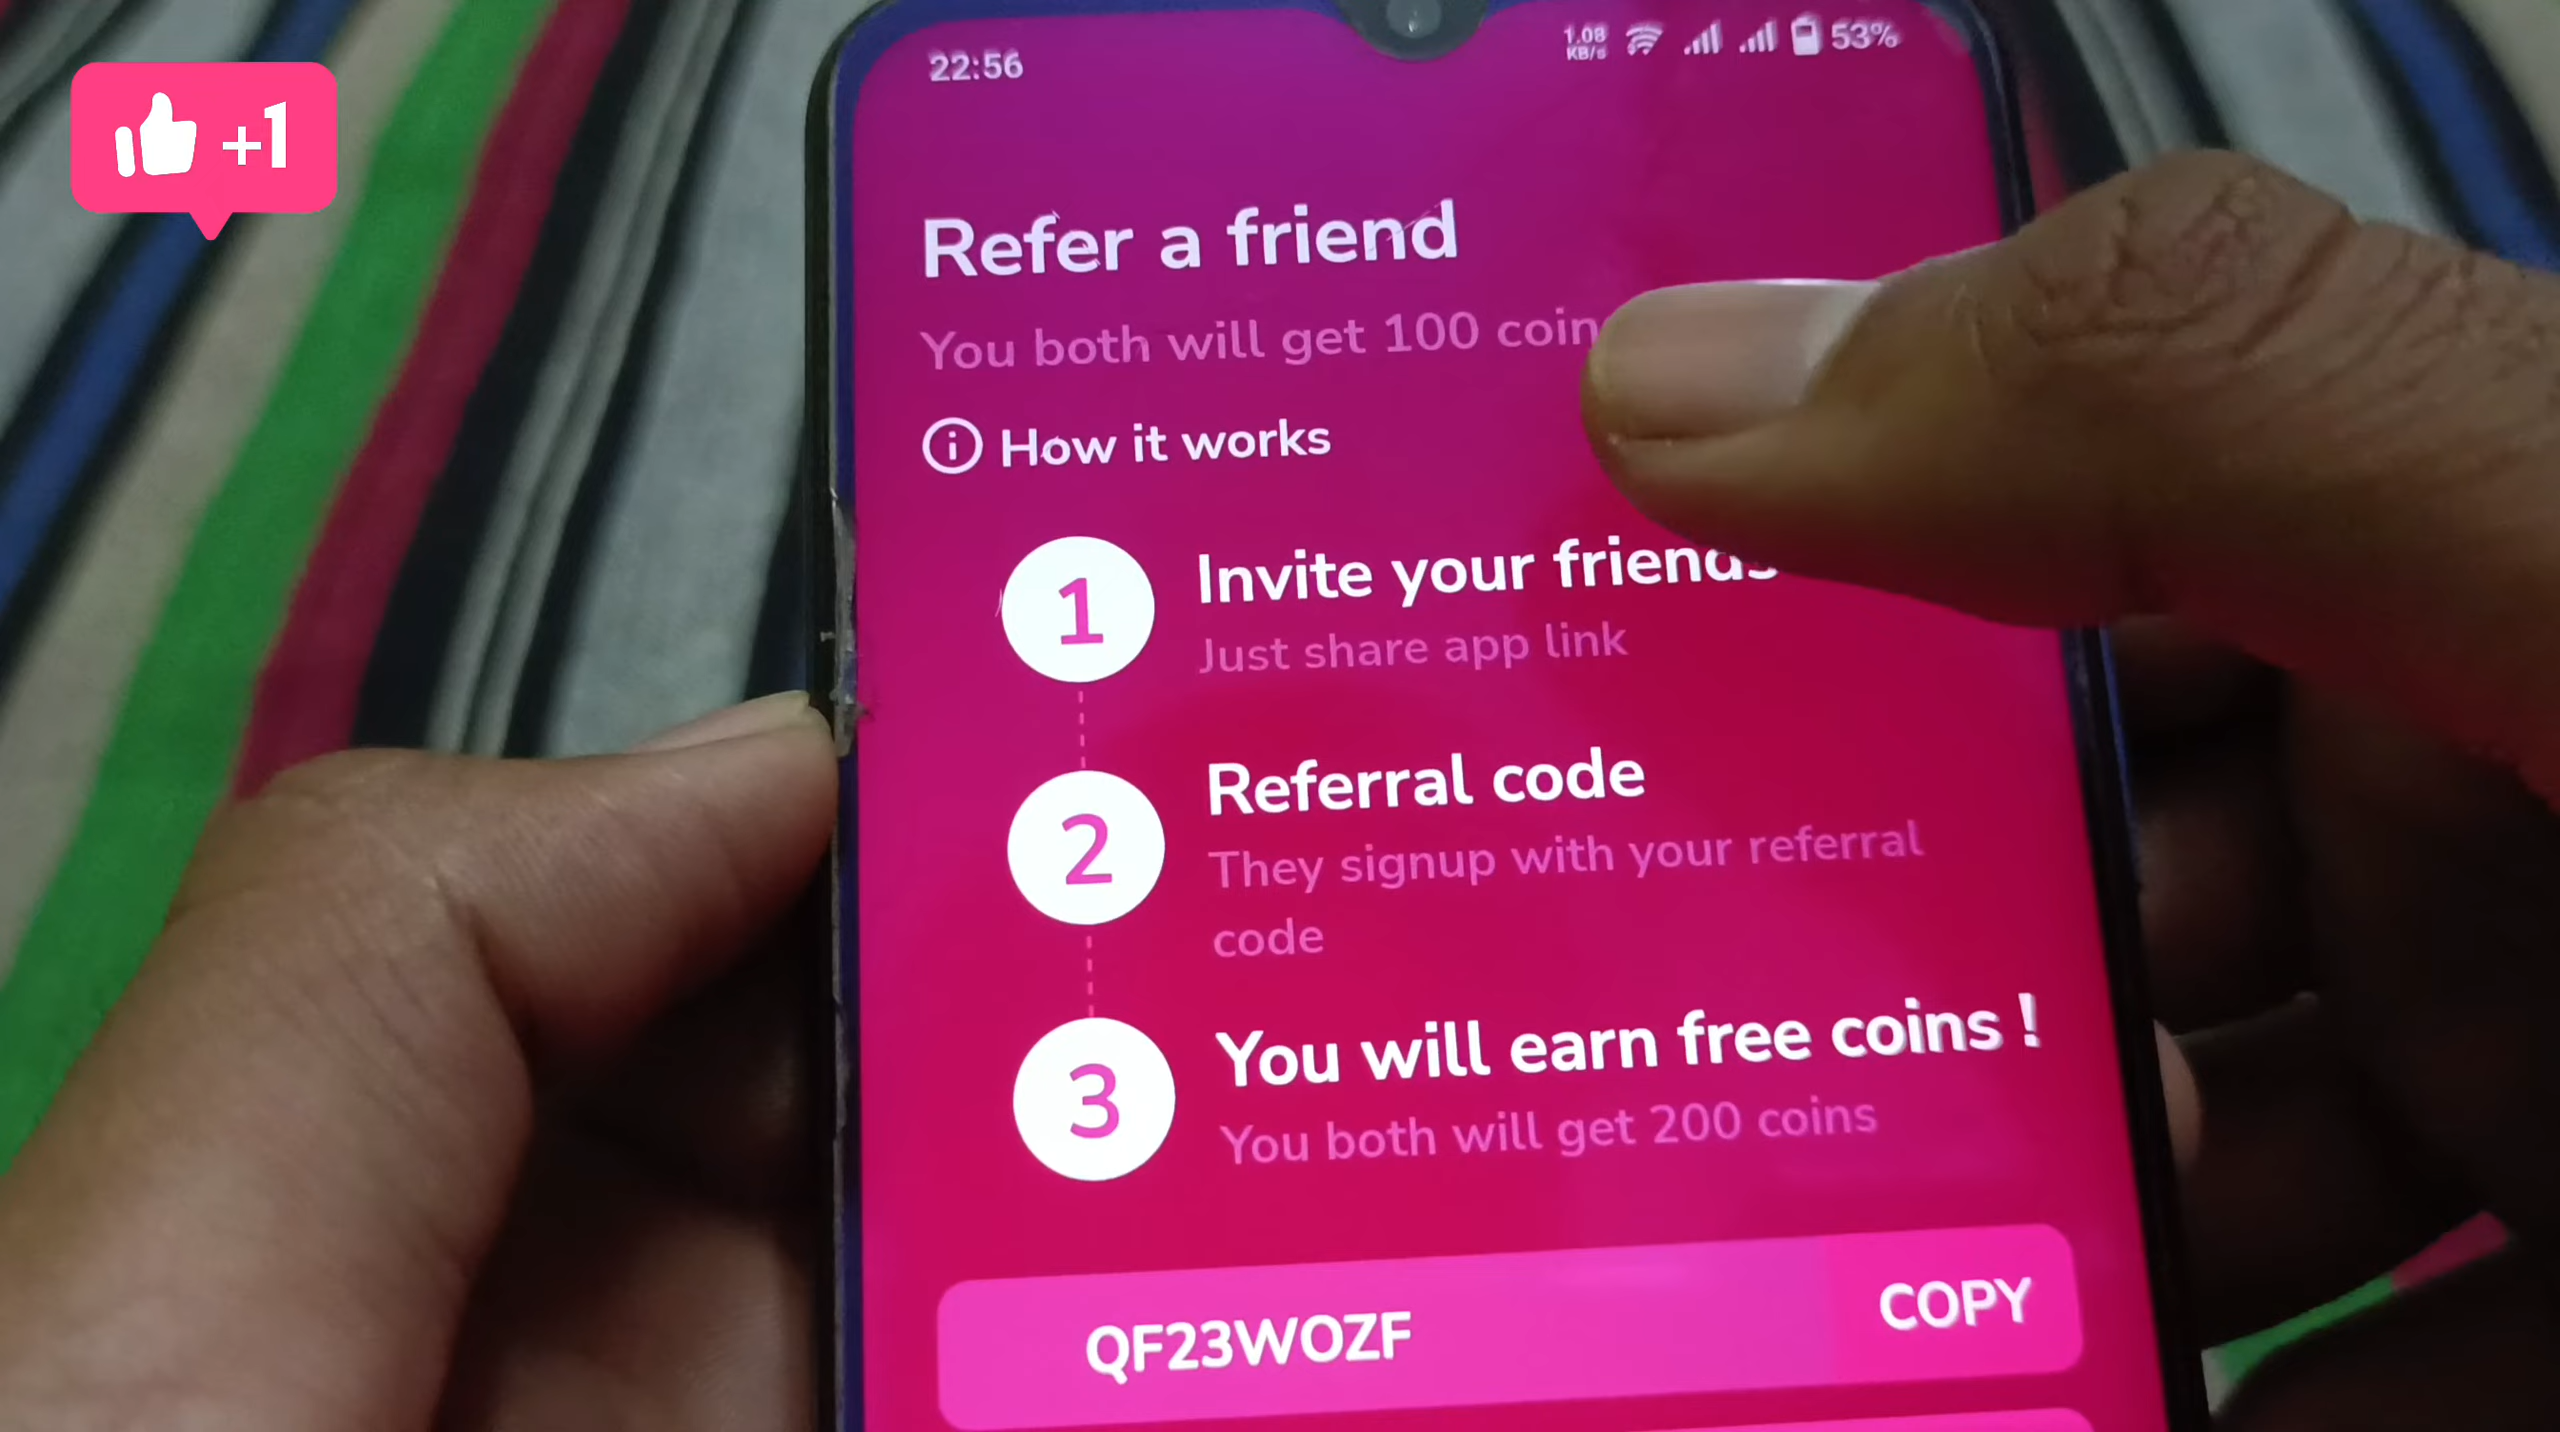 +1
22:56
1.08
KB/s
53%
Refer a friend
You both will get 100 coin
How it works
1
Invite your friends
Just share app link
2
Referral code
They signup with your referral
code
3
You will earn free coins !
You both will get 200 coins
QF23WOZF
COPY